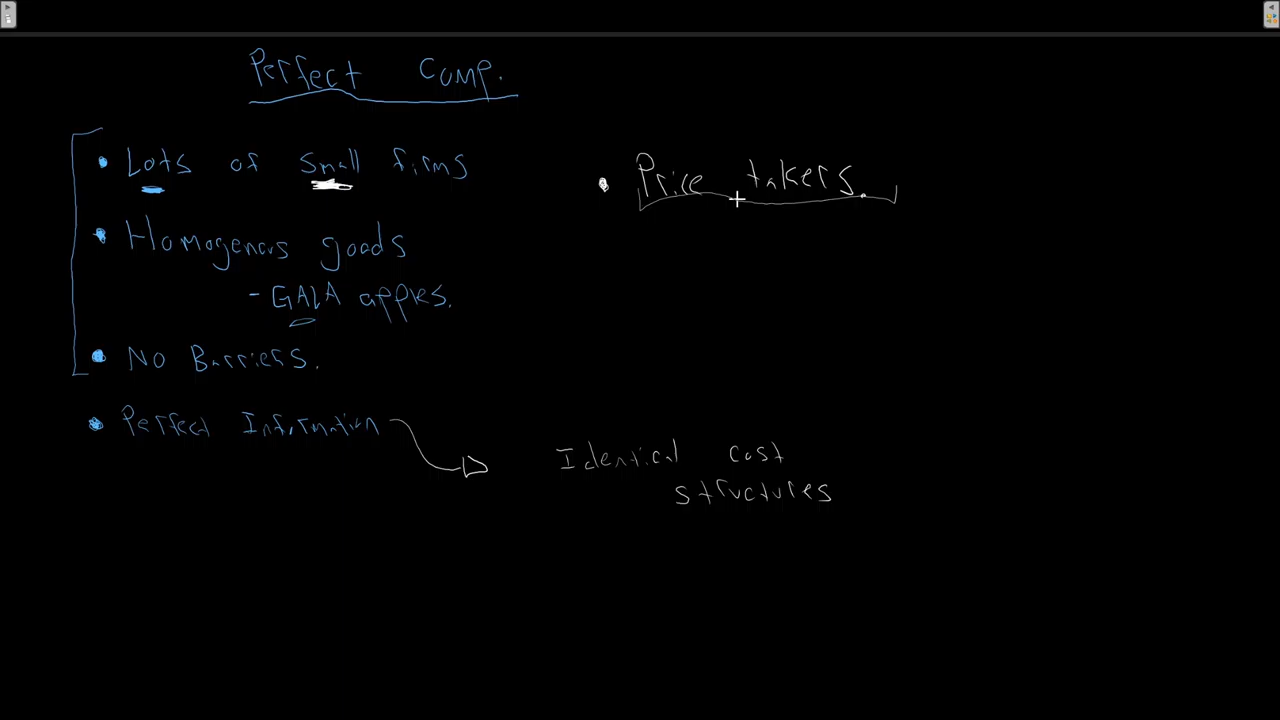 Perfect Comp.
• Lots of Small firms
• Homogenous goods
- GALA apples.
• No Barriers.
• Perfect Information
• Price takers.
Identical cost
structures